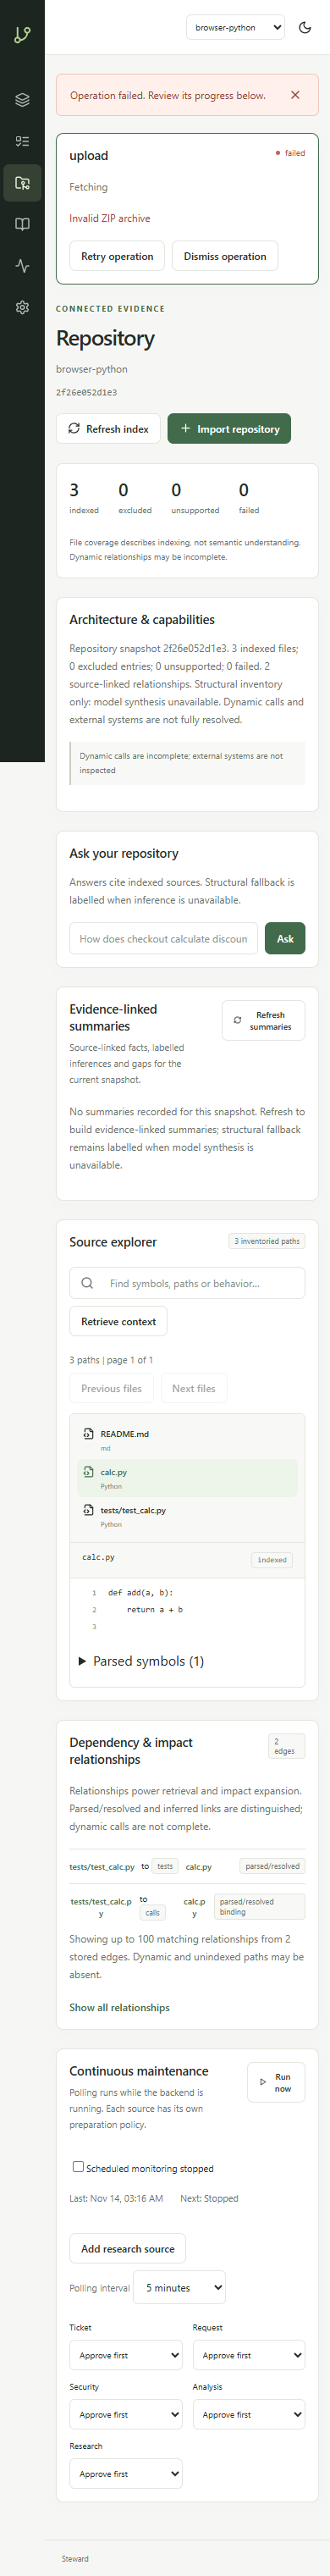 browser-python
Operation failed. Review its progress below.
upload
failed
Fetching
Invalid ZIP archive
Retry operation
Dismiss operation
CONNECTED EVIDENCE
Repository
browser-python
2f26e052d1e3
Refresh index
Import repository
3 0 0 0
indexed excluded unsupported failed
File coverage describes indexing, not semantic understanding.
Dynamic relationships may be incomplete.
Architecture & capabilities
Repository snapshot 2f26e052d1e3. 3 indexed files;
0 excluded entries; 0 unsupported; 0 failed. 2
source-linked relationships. Structural inventory
only: model synthesis unavailable. Dynamic calls and
external systems are not fully resolved.
Dynamic calls are incomplete; external systems are not
inspected
Ask your repository
Answers cite indexed sources. Structural fallback is
labelled when inference is unavailable.
How does checkout calculate discoun
Ask
Evidence-linked
summaries
Refresh
summaries
Source-linked facts, labelled
inferences and gaps for the
current snapshot.
No summaries recorded for this snapshot. Refresh to
build evidence-linked summaries; structural fallback
remains labelled when model synthesis is
unavailable.
Source explorer
3 inventoried paths
Find symbols, paths or behavior...
Retrieve context
3 paths | page 1 of 1
Previous files
Next files
README.md
md
calc.py
Python
tests/test_calc.py
Python
calc.py
indexed
1 def add(a, b):
2 return a + b
3
Parsed symbols (1)
Dependency & impact
relationships
2
edges
Relationships power retrieval and impact expansion.
Parsed/resolved and inferred links are distinguished;
dynamic calls are not complete.
tests/test_calc.py to tests calc.py parsed/resolved
tests/test_calc.p
y
to
calls
calc.p
y
parsed/resolved
binding
Showing up to 100 matching relationships from 2
stored edges. Dynamic and unindexed paths may be
absent.
Show all relationships
Continuous maintenance
Run
now
Polling runs while the backend is
running. Each source has its own
preparation policy.
Scheduled monitoring stopped
Last: Nov 14, 03:16 AM Next: Stopped
Add research source
Polling interval 5 minutes
Ticket Request
Approve first Approve first
Security Analysis
Approve first Approve first
Research
Approve first
Steward